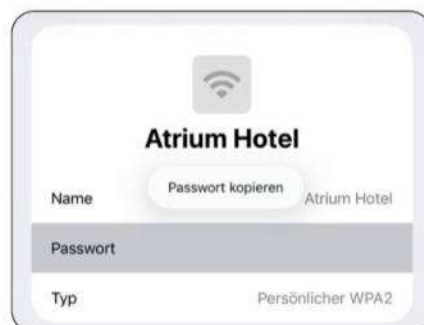 Atrium Hotel
Passwort kopieren
Name Atrium Hotel
Passwort
Typ Persönlicher WPA2